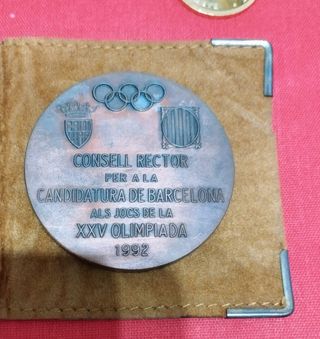 CONSELL RECTOR
PER A LA
CANDIDATURA DE BARCELONA
ALS JOCS DE LA
XXV OLIMPIADA
1992